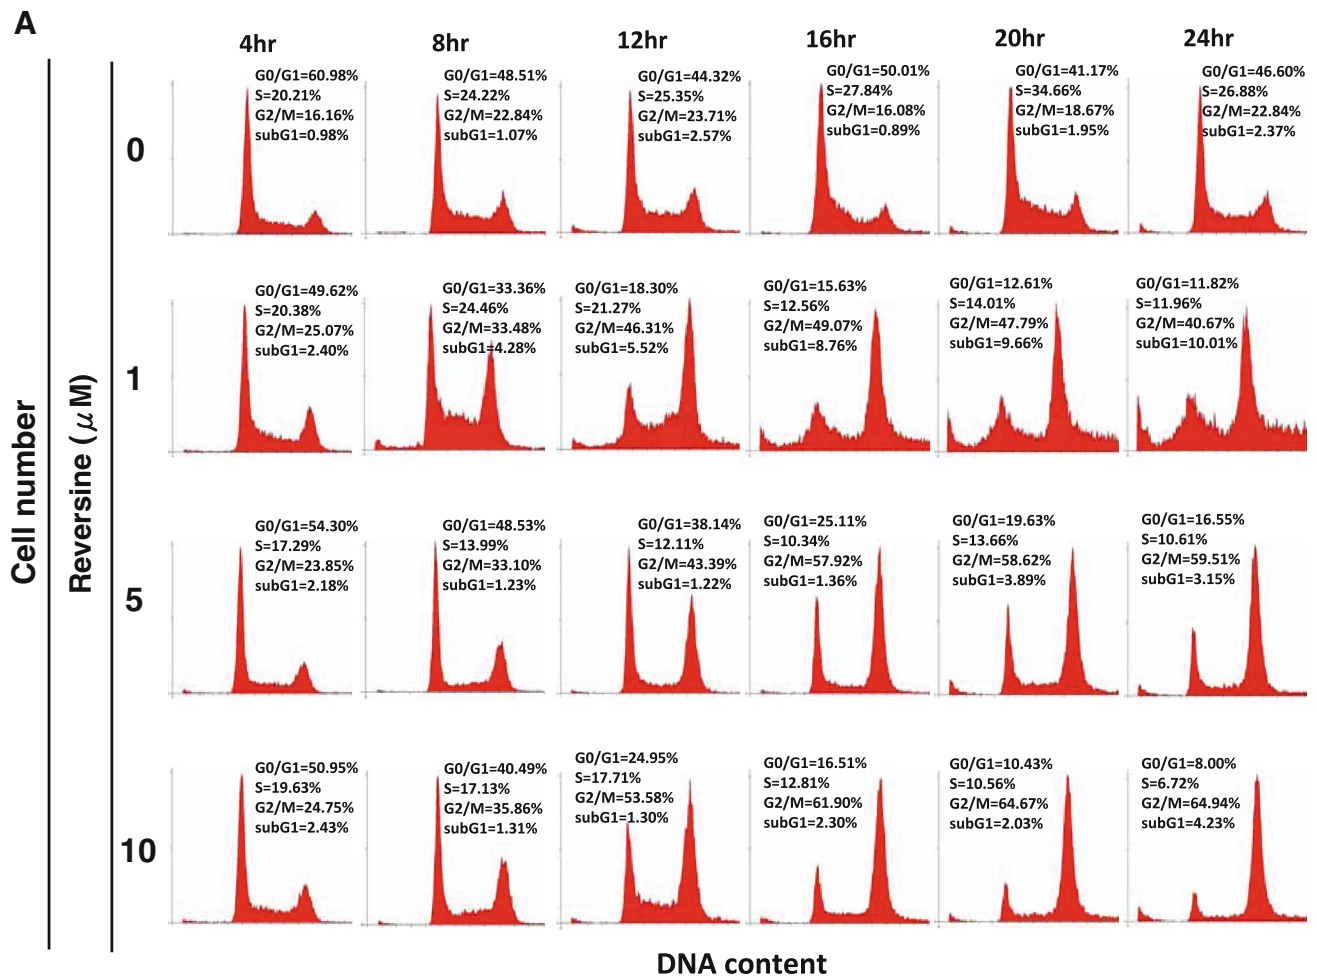 A
4hr
8hr
12hr
16hr
20hr
24hr
Cell number
Reversine (μM)
0
G0/G1=60.98%
S=20.21%
G2/M=16.16%
subG1=0.98%
G0/G1=48.51%
S=24.22%
G2/M=22.84%
subG1=1.07%
G0/G1=44.32%
S=25.35%
G2/M=23.71%
subG1=2.57%
G0/G1=50.01%
S=27.84%
G2/M=16.08%
subG1=0.89%
G0/G1=41.17%
S=34.66%
G2/M=18.67%
subG1=1.95%
G0/G1=46.60%
S=26.88%
G2/M=22.84%
subG1=2.37%
1
G0/G1=49.62%
S=20.38%
G2/M=25.07%
subG1=2.40%
G0/G1=33.36%
S=24.46%
G2/M=33.48%
subG1=4.28%
G0/G1=18.30%
S=21.27%
G2/M=46.31%
subG1=5.52%
G0/G1=15.63%
S=12.56%
G2/M=49.07%
subG1=8.76%
G0/G1=12.61%
S=14.01%
G2/M=47.79%
subG1=9.66%
G0/G1=11.82%
S=11.96%
G2/M=40.67%
subG1=10.01%
5
G0/G1=54.30%
S=17.29%
G2/M=23.85%
subG1=2.18%
G0/G1=48.53%
S=13.99%
G2/M=33.10%
subG1=1.23%
G0/G1=38.14%
S=12.11%
G2/M=43.39%
subG1=1.22%
G0/G1=25.11%
S=10.34%
G2/M=57.92%
subG1=1.36%
G0/G1=19.63%
S=13.66%
G2/M=58.62%
subG1=3.89%
G0/G1=16.55%
S=10.61%
G2/M=59.51%
subG1=3.15%
10
G0/G1=50.95%
S=19.63%
G2/M=24.75%
subG1=2.43%
G0/G1=40.49%
S=17.13%
G2/M=35.86%
subG1=1.31%
G0/G1=24.95%
S=17.71%
G2/M=53.58%
subG1=1.30%
G0/G1=16.51%
S=12.81%
G2/M=61.90%
subG1=2.30%
G0/G1=10.43%
S=10.56%
G2/M=64.67%
subG1=2.03%
G0/G1=8.00%
S=6.72%
G2/M=64.94%
subG1=4.23%
DNA content